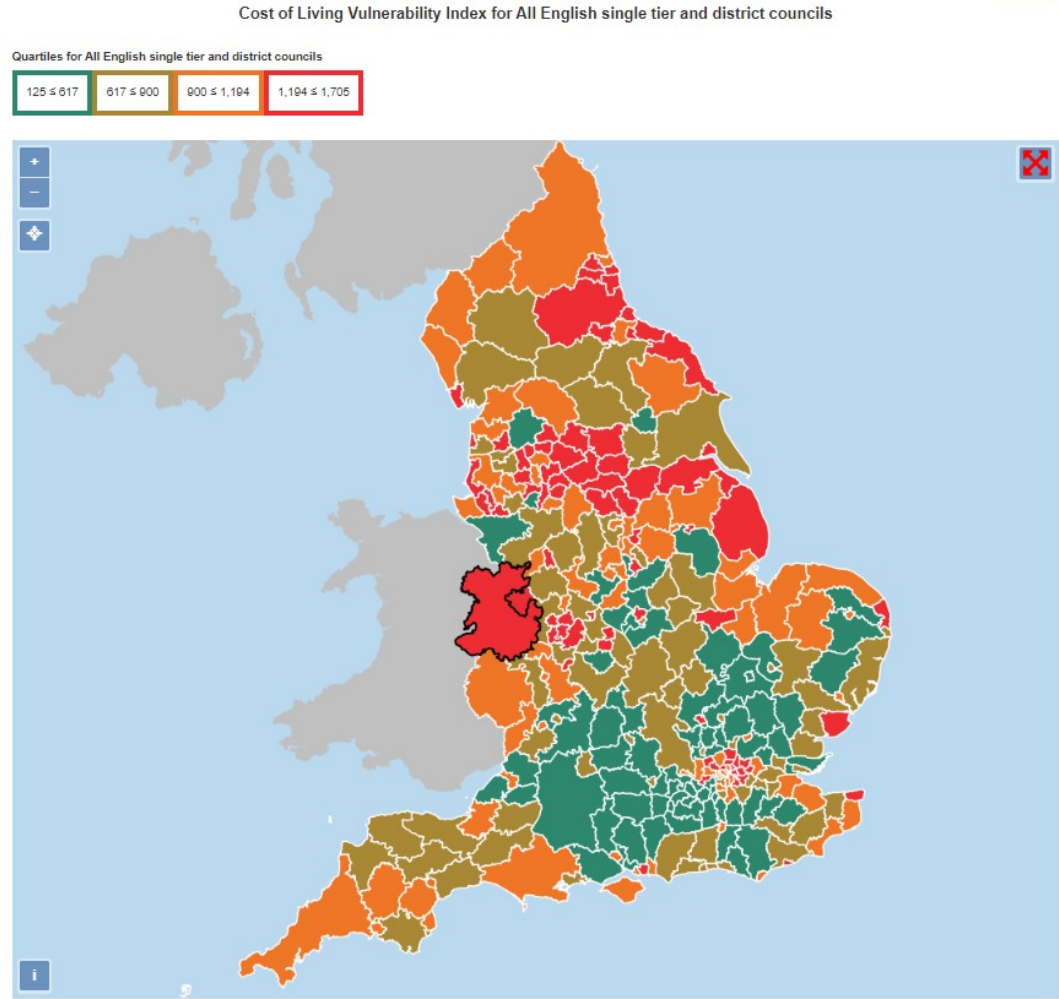 Cost of Living Vulnerability Index for All English single tier and district councils
Quartiles for All English single tier and district councils
125 ≤ 617 617 ≤ 900 900 ≤ 1,194 1,194 ≤ 1,705
+
−
i